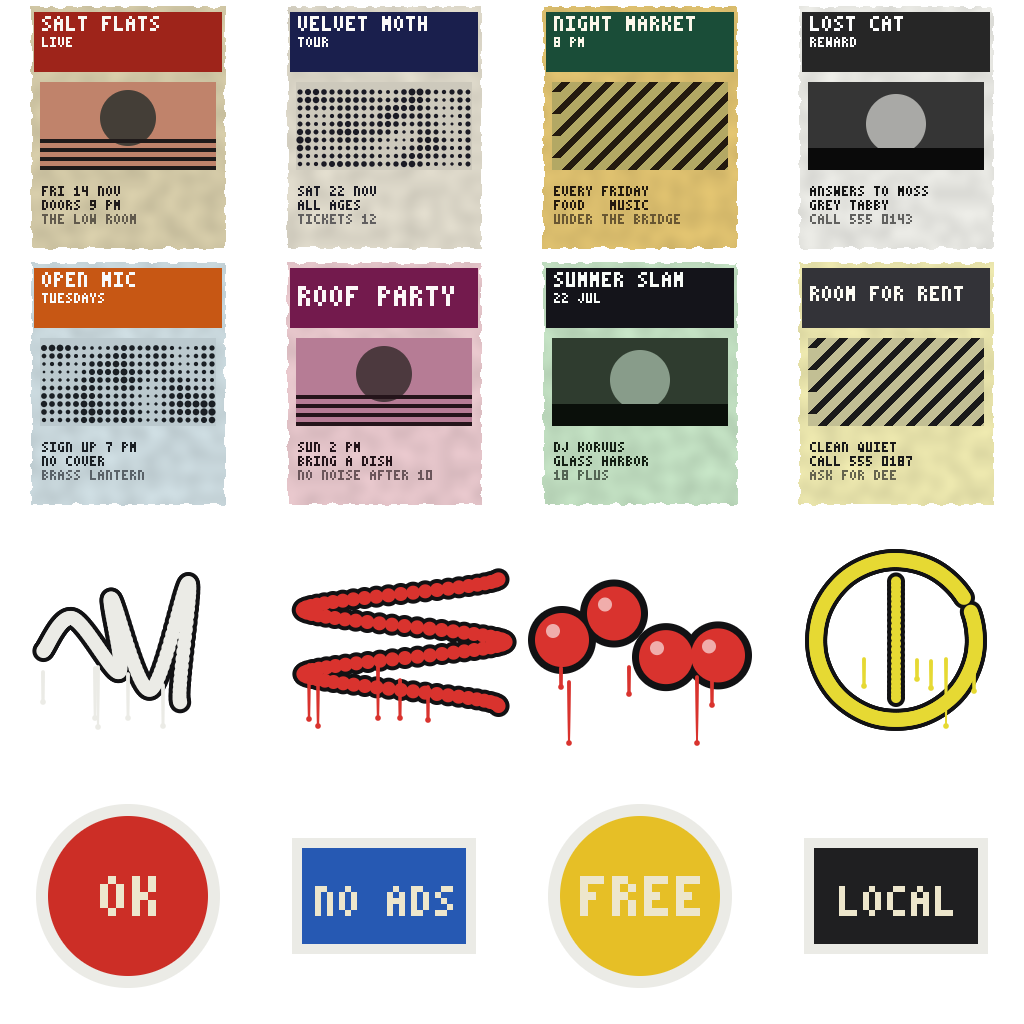 SALT FLATS
LIVE
FRI 14 NOV
DOORS 9 PM
THE LOW ROOM
VELVET MOTH
TOUR
SAT 22 NOV
ALL AGES
TICKETS 12
NIGHT MARKET
8 PM
EVERY FRIDAY
FOOD MUSIC
UNDER THE BRIDGE
LOST CAT
REWARD
ANSWERS TO MOSS
GREY TABBY
CALL 555 0143
OPEN MIC
TUESDAYS
SIGN UP 7 PM
NO COVER
BRASS LANTERN
ROOF PARTY
SUN 2 PM
BRING A DISH
NO NOISE AFTER 10
SUMMER SLAM
22 JUL
DJ KORVUS
GLASS HARBOR
18 PLUS
ROOM FOR RENT
CLEAN QUIET
CALL 555 0187
ASK FOR DEE
OK
NO ADS
FREE
LOCAL